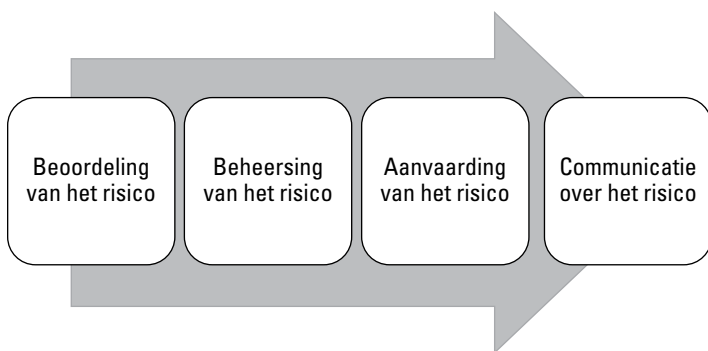 Beoordeling
van het risico
Beheersing
van het risico
Aanvaarding
van het risico
Communicatie
over het risico